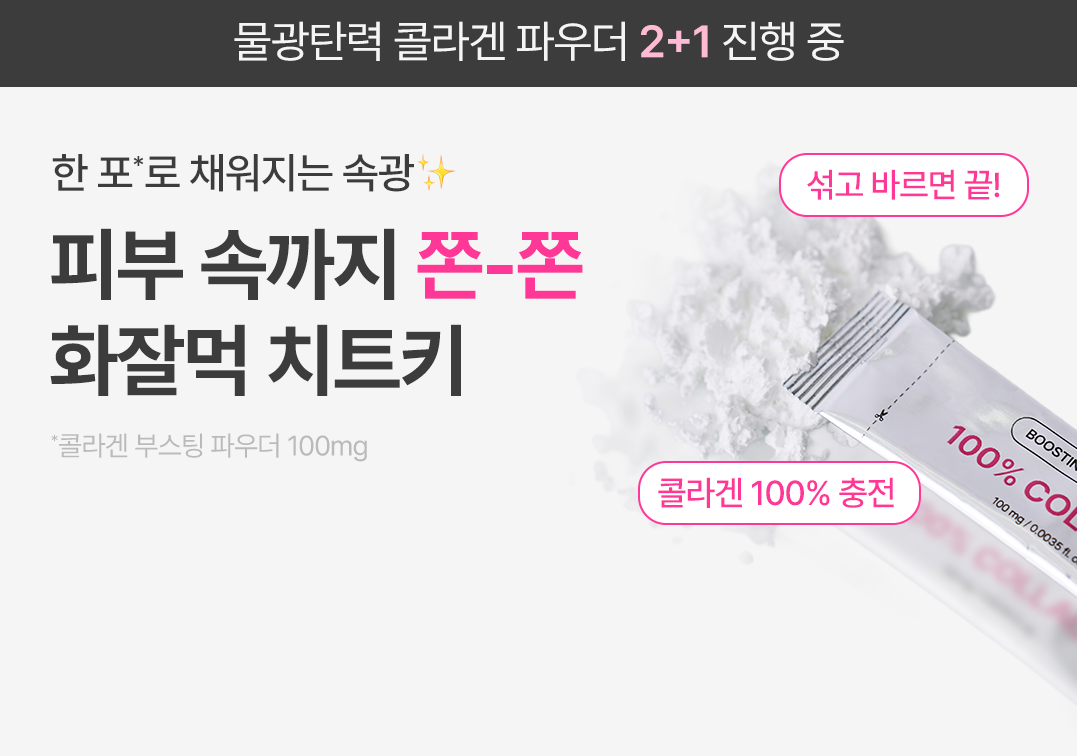 물광탄력 콜라겐 파우더 2+1 진행 중
한 포*로 채워지는 속광✨
피부 속까지 쫀-쫀
화잘먹 치트키
*콜라겐 부스팅 파우더 100mg
섞고 바르면 끝!
콜라겐 100% 충전
100%
100 mg / 0.0035 fl.